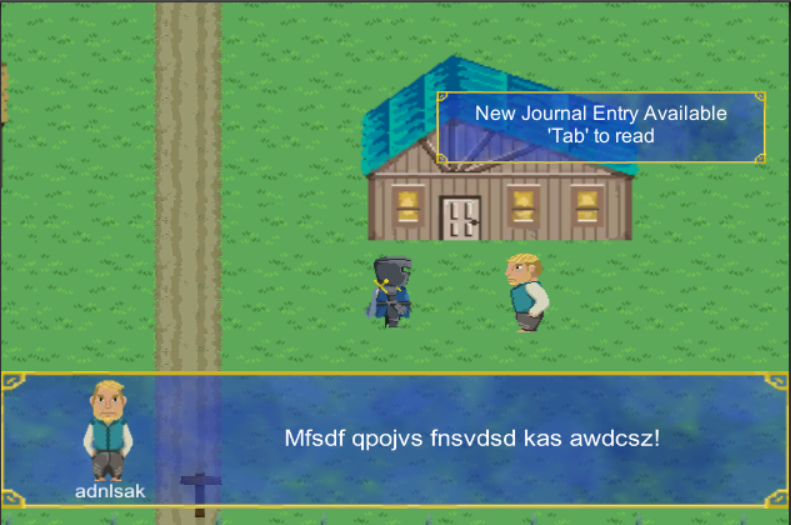 New Journal Entry Available
'Tab' to read
Mfsdf qpojvs fnsvdsd kas awdcsz!
adnlsak